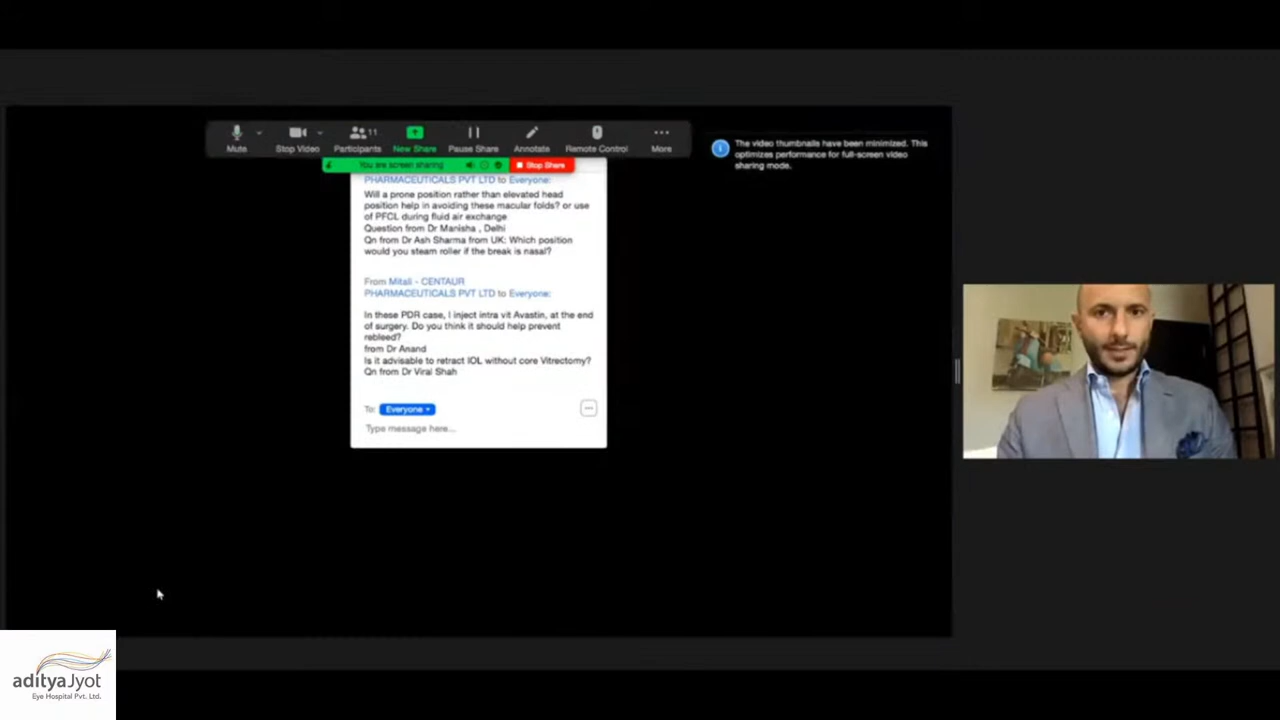 11
Mute
Stop Video
Participants
New Share
Pause Share
Annotate
Remote Control
More
You are screen sharing
Stop Share
The video thumbnails have been minimized. This
optimizes performance for full-screen video
sharing mode.
PHARMACEUTICALS PVT LTD to Everyone:
Will a prone position rather than elevated head
position help in avoiding these macular folds? or use
of PFCL during fluid air exchange
Question from Dr Manisha , Delhi
Qn from Dr Ash Sharma from UK: Which position
would you steam roller if the break is nasal?
From Mitali - CENTAUR
PHARMACEUTICALS PVT LTD to Everyone:
In these PDR case, I inject intra vit Avastin, at the end
of surgery. Do you think it should help prevent
rebleed?
from Dr Anand
Is it advisable to retract IOL without core Vitrectomy?
Qn from Dr Viral Shah
To: Everyone
Type message here...
adityaJyot
Eye Hospital Pvt. Ltd.